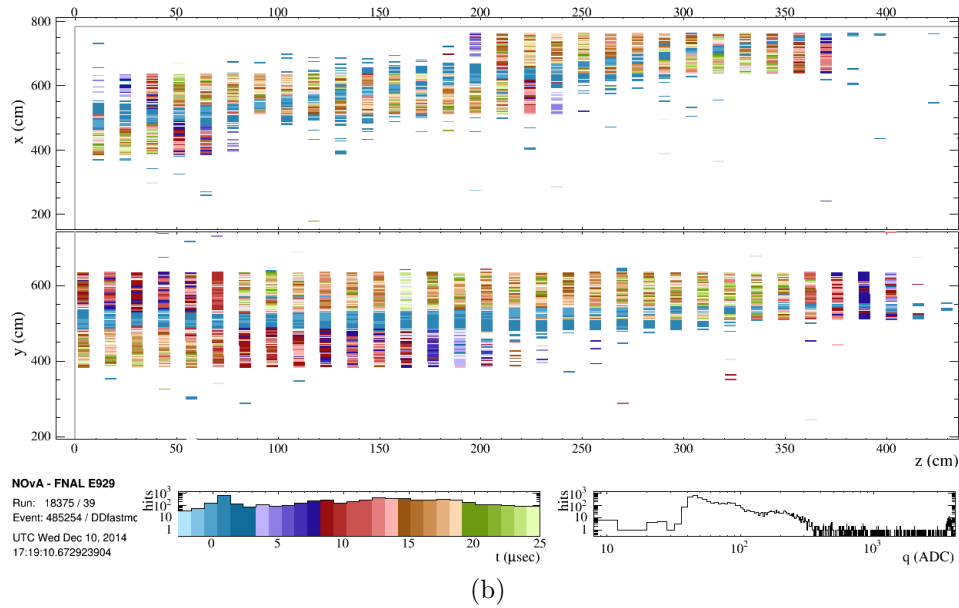 0 50 100 150 200 250 300 350 400
800
600
400
200
x (cm)
600
400
200
y (cm)
0 50 100 150 200 250 300 350 400
z (cm)
NOνA - FNAL E929
Run: 18375 / 39
Event: 485254 / DDfastmo
UTC Wed Dec 10, 2014
17:19:10.672923904
hits
10³
10²
10
1
0 5 10 15 20 25
t (μsec)
hits
10³
10²
10
1
10 10² 10³
q (ADC)
(b)